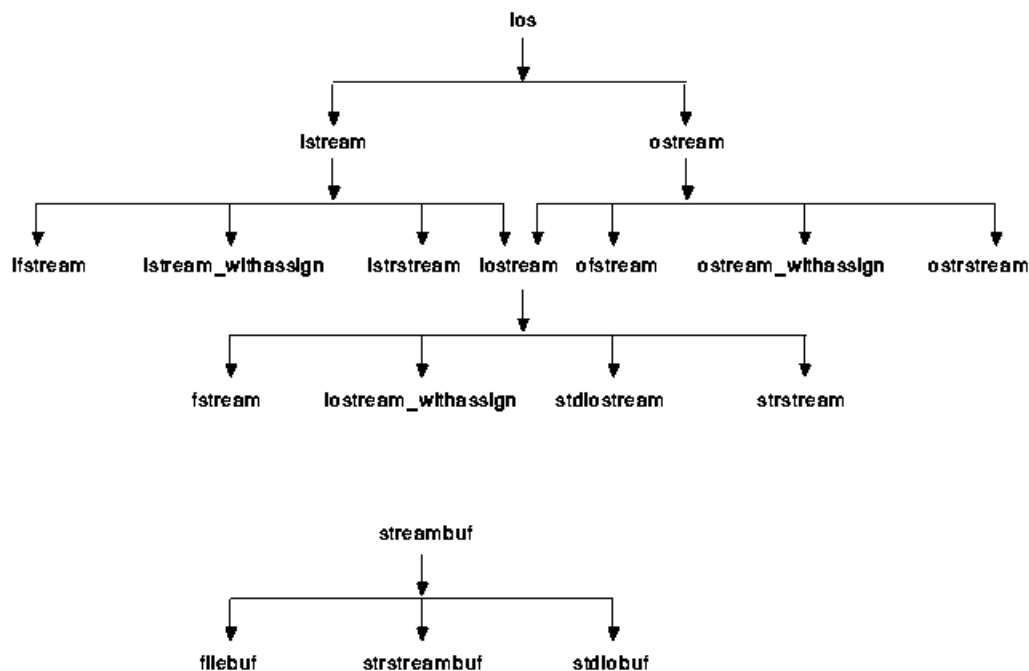 ios
istream ostream
ifstream istream_withassign istrstream iostream ofstream ostream_withassign ostrstream
fstream iostream_withassign stdiostream strstream
streambuf
filebuf strstreambuf stdiobuf